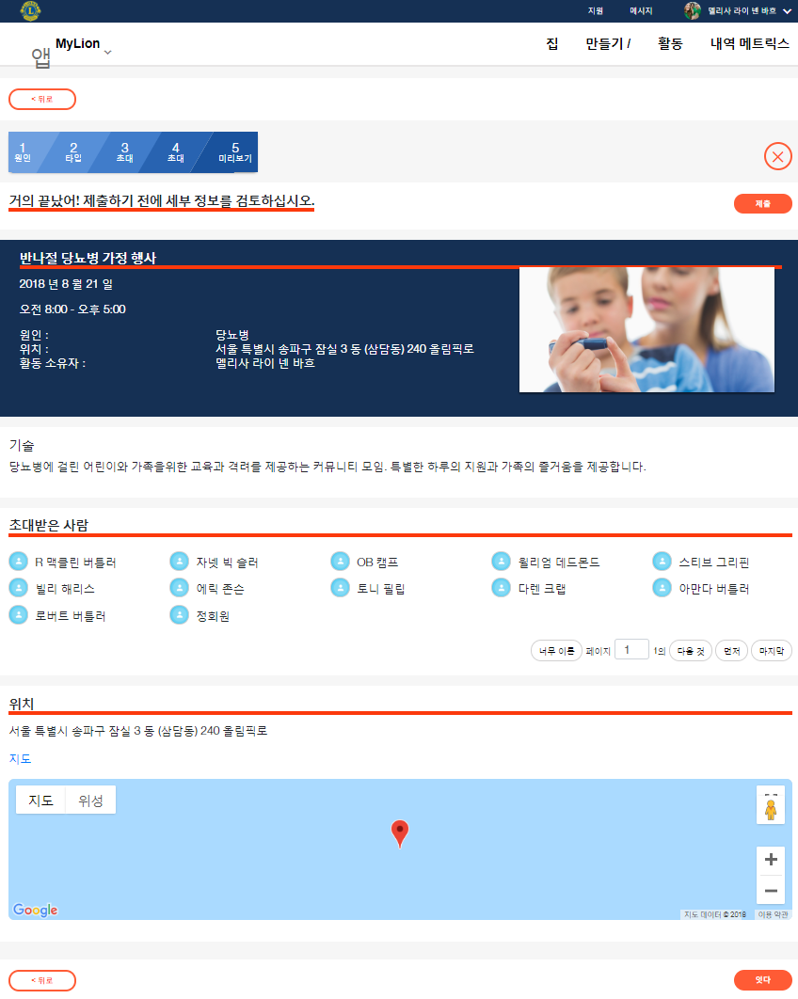 지원 메시지 멜리사 라이 넨 바흐
앱 MyLion 집 만들기 / 활동 내역 메트릭스
< 뒤로
1 2 3 4 5
원인 타입 초대 초대 미리보기
거의 끝났어! 제출하기 전에 세부 정보를 검토하십시오. 제출
반나절 당뇨병 가정 행사
2018 년 8 월 21 일
오전 8:00 - 오후 5:00
원인 : 당뇨병
위치 : 서울 특별시 송파구 잠실 3 동 (삼담동) 240 올림픽로
활동 소유자 : 멜리사 라이 넨 바흐
기술
당뇨병에 걸린 어린이와 가족을위한 교육과 격려를 제공하는 커뮤니티 모임. 특별한 하루의 지원과 가족의 즐거움을 제공합니다.
초대받은 사람
R 맥클린 버틀러 자넷 빅 슬러 OB 캠프 윌리엄 데드몬드 스티브 그리핀
빌리 해리스 에릭 존슨 토니 필립 다렌 크랩 아만다 버틀러
로버트 버틀러 정회원
너무 이른 페이지 1 1의 다음 것 먼저 마지막
위치
서울 특별시 송파구 잠실 3 동 (삼담동) 240 올림픽로
지도
지도 위성
Google 지도 데이터 © 2018 이용 약관
< 뒤로 잇다